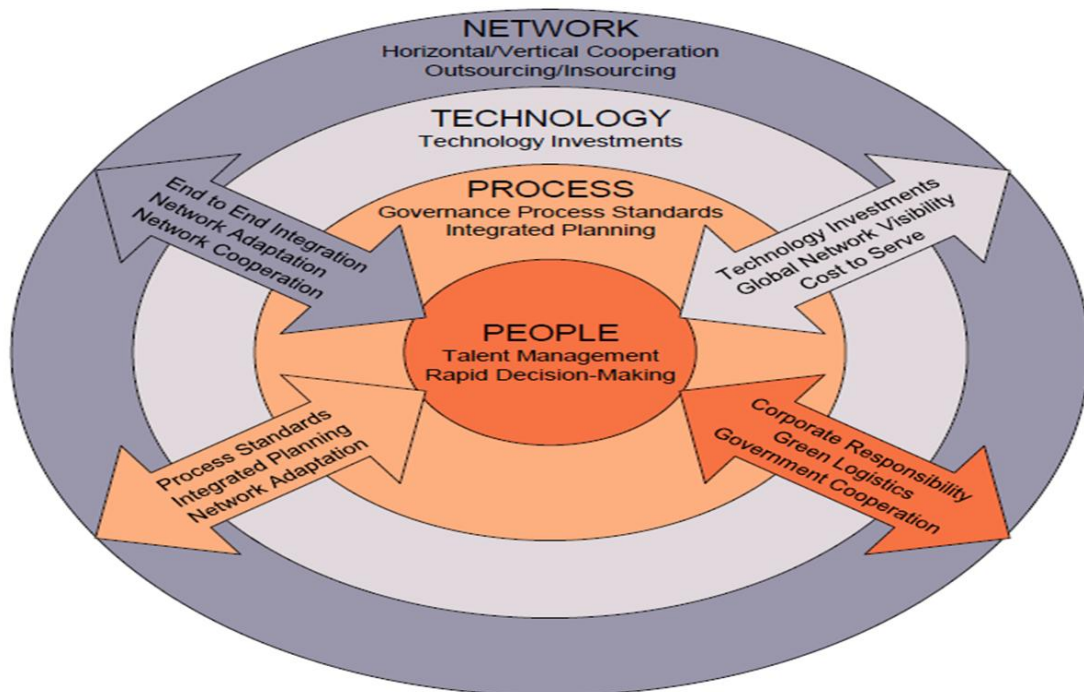 NETWORK
Horizontal/Vertical Cooperation
Outsourcing/Insourcing
TECHNOLOGY
Technology Investments
PROCESS
Governance Process Standards
Integrated Planning
End to End Integration
Network Adaptation
Network Cooperation
Technology Investments
Global Network Visibility
Cost to Serve
PEOPLE
Talent Management
Rapid Decision-Making
Process Standards
Integrated Planning
Network Adaptation
Corporate Responsibility
Green Logistics
Government Cooperation